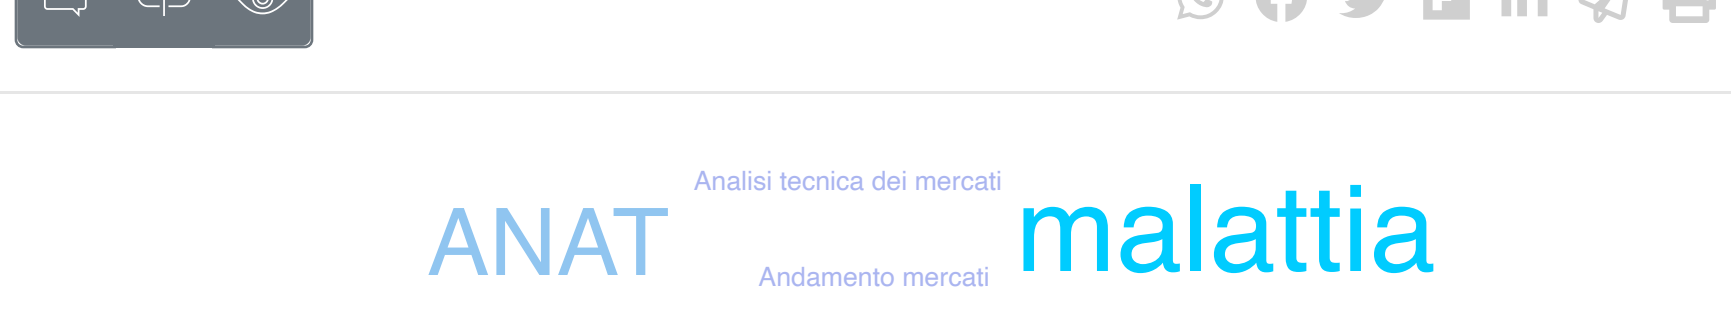 Analisi tecnica dei mercati
ANAT
malattia
Andamento mercati